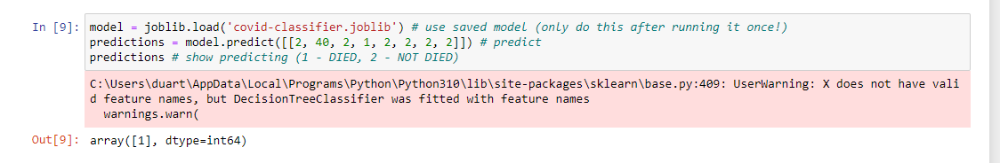 In [9]: model = joblib.load('covid-classifier.joblib') # use saved model (only do this after running it once!)
predictions = model.predict([[2, 40, 2, 1, 2, 2, 2, 2]]) # predict
predictions # show predicting (1 - DIED, 2 - NOT DIED)
C:\Users\duart\AppData\Local\Programs\Python\Python310\lib\site-packages\sklearn\base.py:409: UserWarning: X does not have vali
d feature names, but DecisionTreeClassifier was fitted with feature names
warnings.warn(
Out[9]: array([1], dtype=int64)